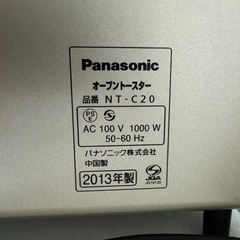 Panasonic
オーブントースター
品番 NT-C20
PS
E
AC 100 V 1000 W
50-60 Hz
パナソニック株式会社
中国製
2013年製
JQA